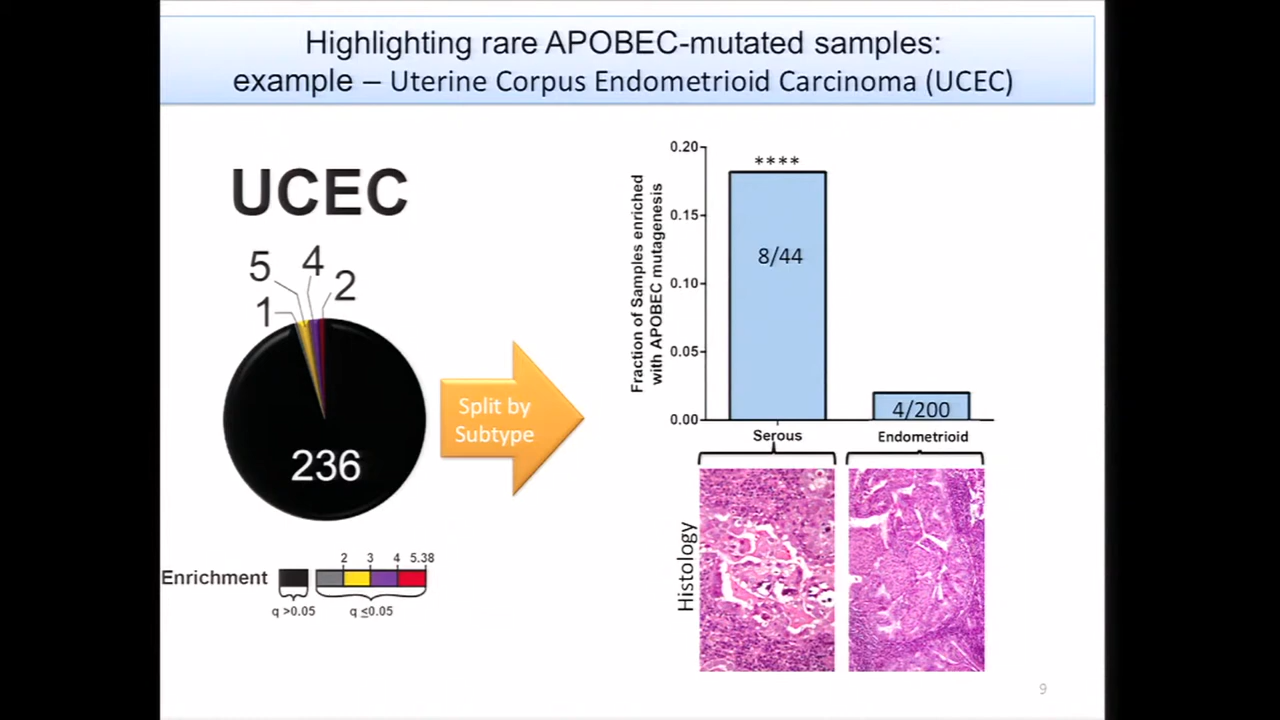 Highlighting rare APOBEC-mutated samples:
example – Uterine Corpus Endometrioid Carcinoma (UCEC)
UCEC
5
4
2
1
236
Enrichment
2 3 4 5.38
q >0.05
q ≤0.05
Split by
Subtype
Fraction of Samples enriched
with APOBEC mutagenesis
0.20
0.15
0.10
0.05
0.00
****
8/44
4/200
Serous
Endometrioid
Histology
9